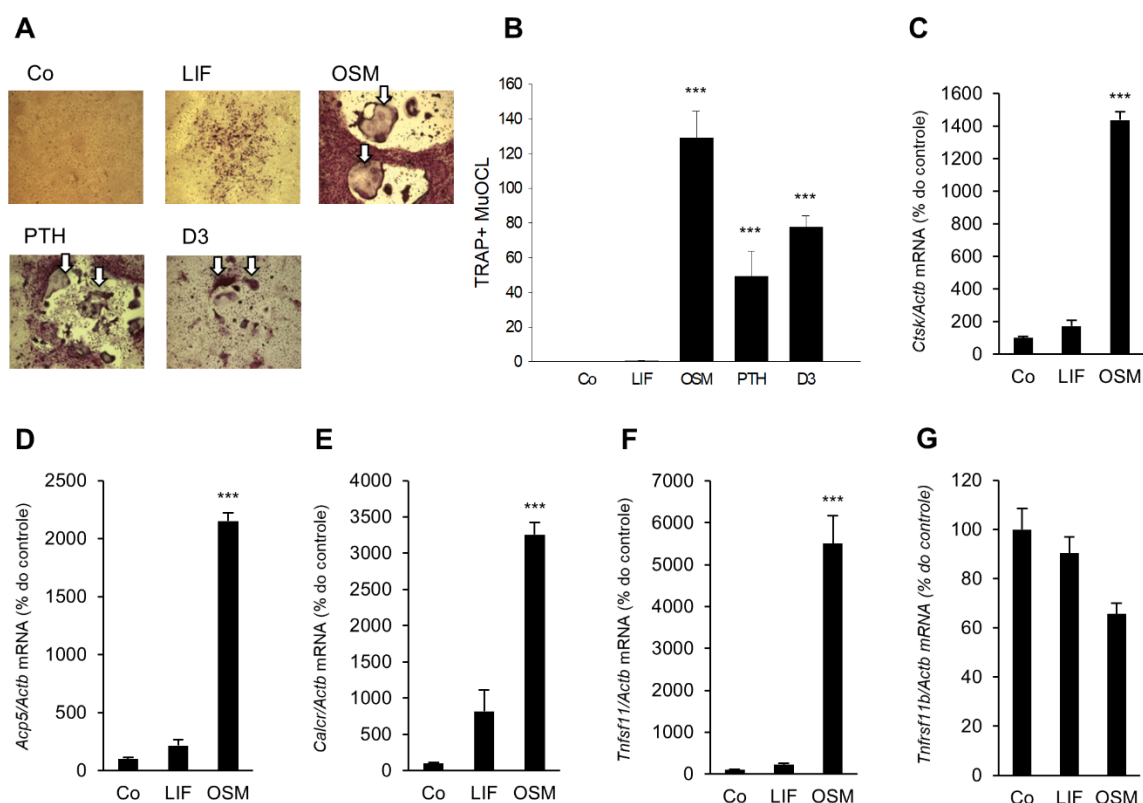 A
Co
LIF
OSM
PTH
D3
B
TRAP+ MuOCL
160
140
120
100
80
60
40
20
0
***
***
***
Co LIF OSM PTH D3
C
Ctsk/Actb mRNA (% do controle)
1600
1400
1200
1000
800
600
400
200
0
***
Co LIF OSM
D
Acp5/Actb mRNA (% do controle)
2500
2000
1500
1000
500
0
***
Co LIF OSM
E
Calcr/Actb mRNA (% do controle)
4000
3500
3000
2500
2000
1500
1000
500
0
***
Co LIF OSM
F
Tnfsf11/Actb mRNA (% do controle)
7000
6000
5000
4000
3000
2000
1000
0
***
Co LIF OSM
G
Tnfrsf11b/Actb mRNA (% do controle)
120
100
80
60
40
20
0
Co LIF OSM